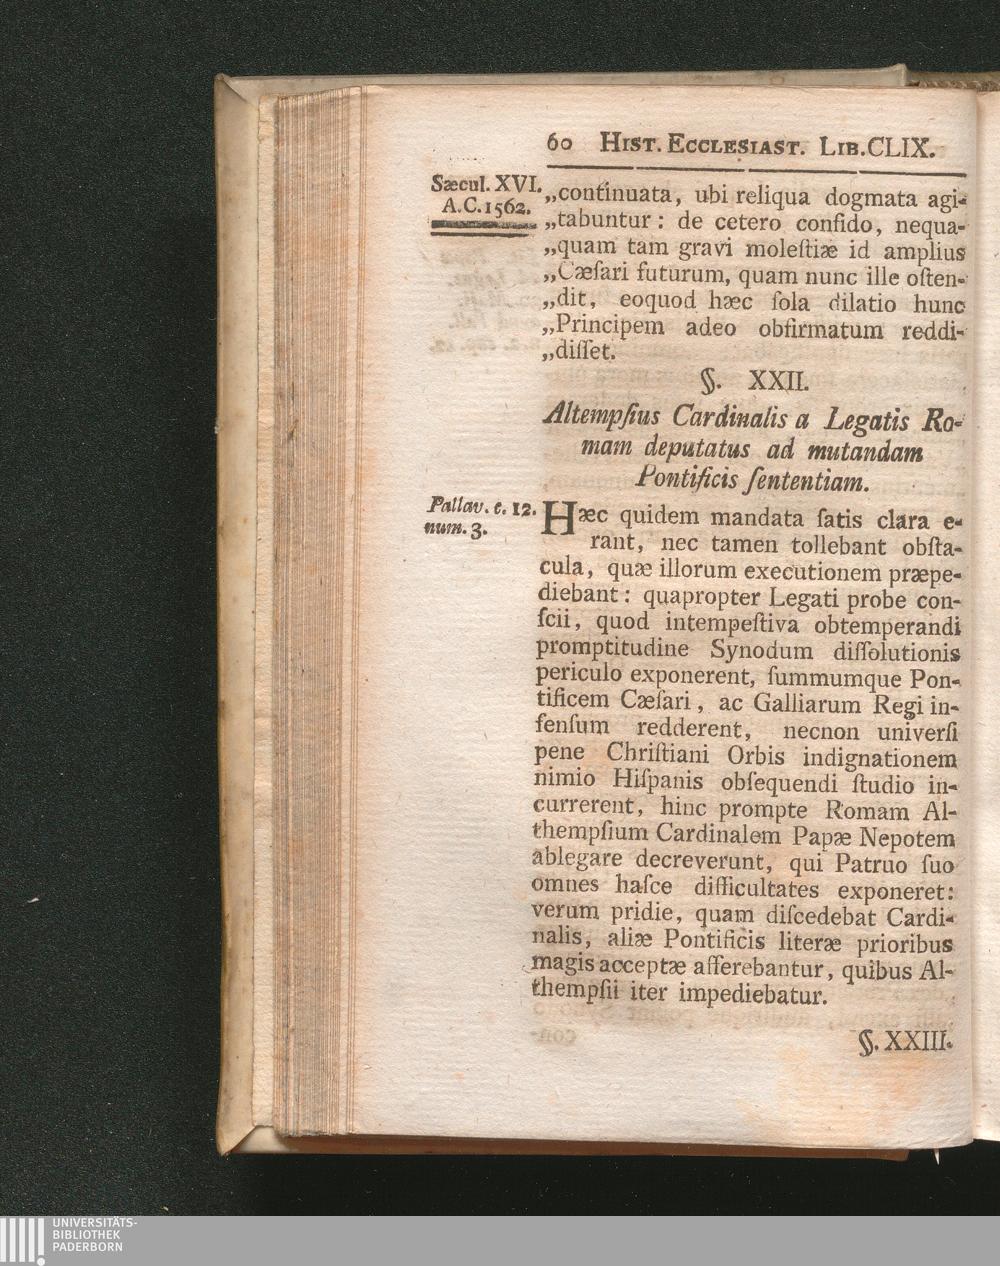 60 HIST. ECCLESIAST. LIB.CLIX.
Sæcul. XVI.
A.C.1562.
„continuata, ubi reliqua dogmata agi-
„tabuntur: de cetero confido, nequa-
„quam tam gravi moleſtiæ id amplius
„Cæſari futurum, quam nunc ille oſten-
„dit, eoquod hæc ſola dilatio hunc
„Principem adeo obfirmatum reddi-
„diſſet.
§. XXII.
Altempſius Cardinalis a Legatis Ro-
mam deputatus ad mutandam
Pontificis ſententiam.
Pallav. c. 12.
num. 3.
Hæc quidem mandata ſatis clara e-
rant, nec tamen tollebant obſta-
cula, quæ illorum executionem præpe-
diebant: quapropter Legati probe con-
ſcii, quod intempeſtiva obtemperandi
promptitudine Synodum diſſolutionis
periculo exponerent, ſummumque Pon-
tificem Cæſari, ac Galliarum Regi in-
fenſum redderent, necnon univerſi
pene Chriſtiani Orbis indignationem
nimio Hiſpanis obſequendi ſtudio in-
currerent, hinc prompte Romam Al-
thempſium Cardinalem Papæ Nepotem
ablegare decreverunt, qui Patruo ſuo
omnes haſce difficultates exponeret:
verum pridie, quam diſcedebat Cardi-
nalis, aliæ Pontificis literæ prioribus
magis acceptæ afferebantur, quibus Al-
thempſii iter impediebatur.
§. XXIII.
UNIVERSITÄTS-
BIBLIOTHEK
PADERBORN